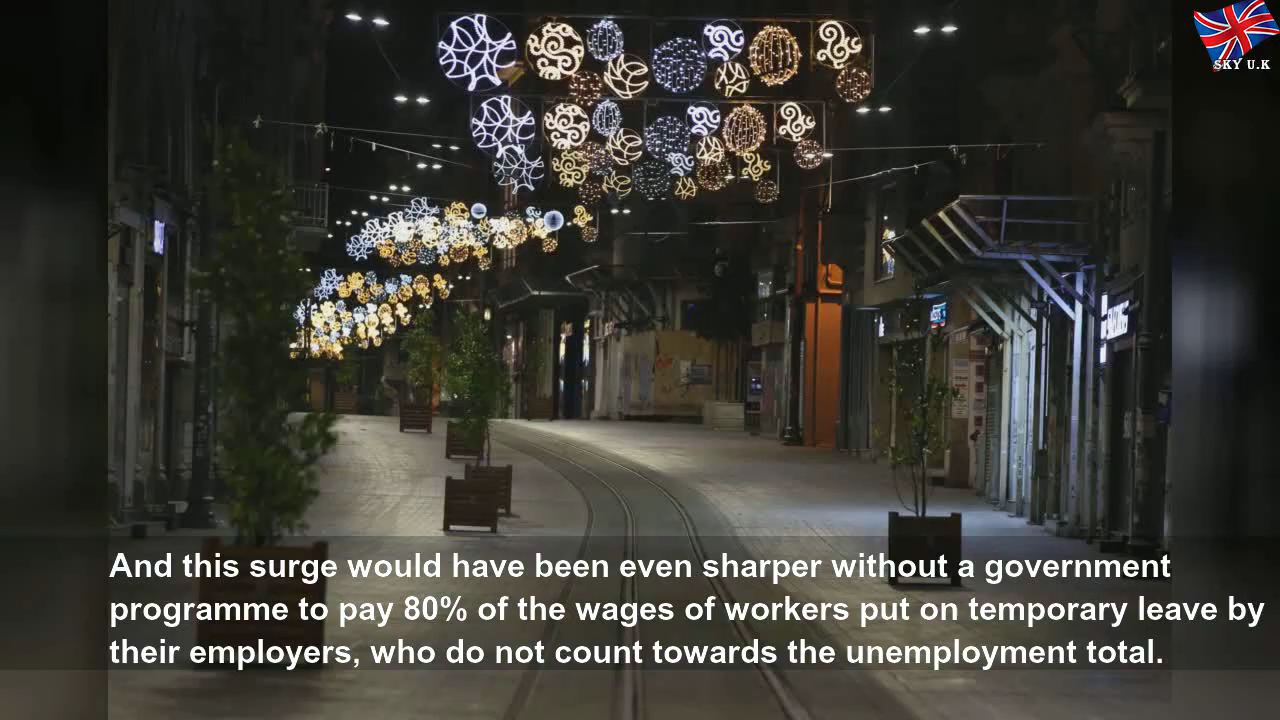 SKY U.K
And this surge would have been even sharper without a government
programme to pay 80% of the wages of workers put on temporary leave by
their employers, who do not count towards the unemployment total.